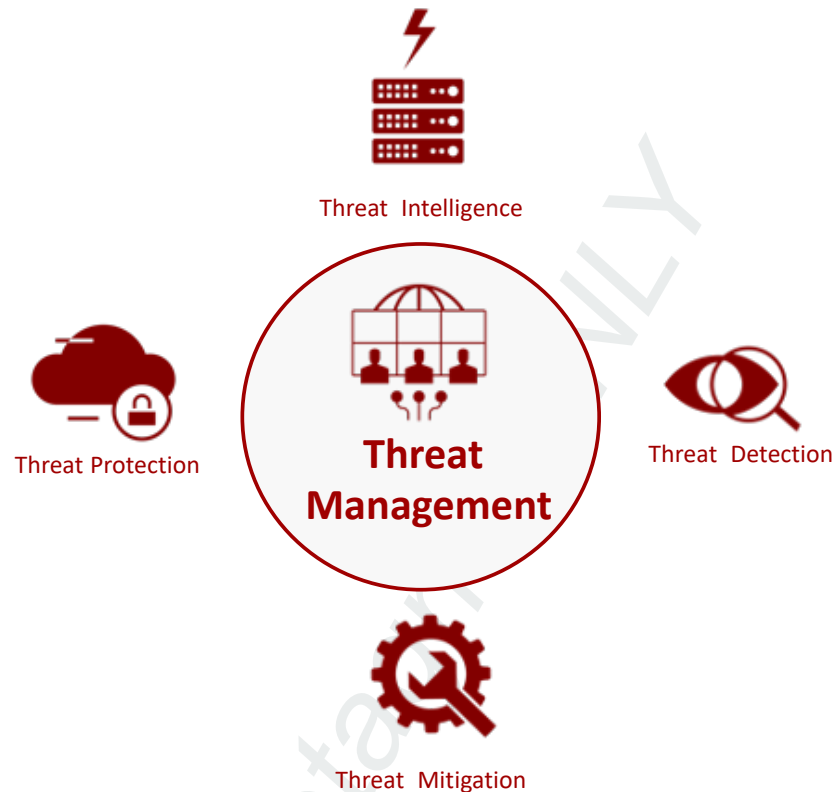 Threat Intelligence
Threat Protection
Threat
Management
Threat Detection
Threat Mitigation